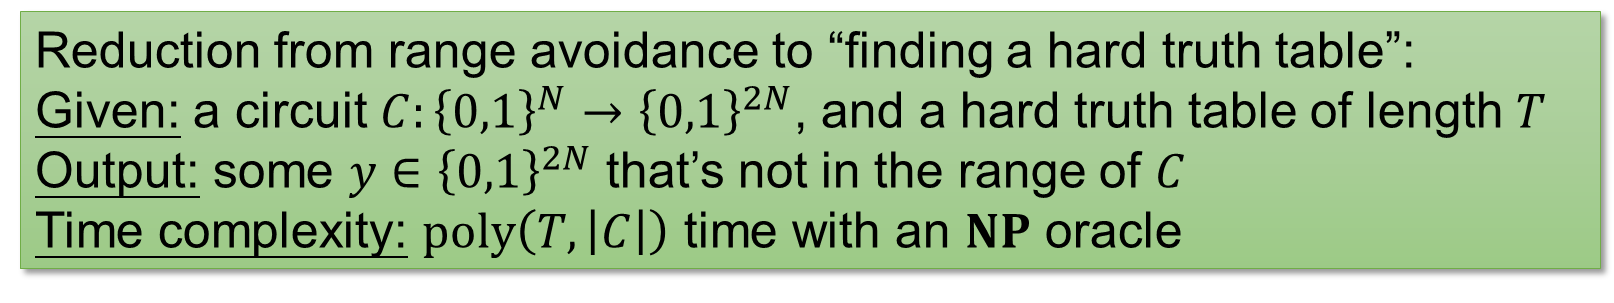 Reduction from range avoidance to “finding a hard truth table”:
Given: a circuit 𝐶: {0,1}ᴺ → {0,1}²ᴺ, and a hard truth table of length 𝑇
Output: some 𝑦 ∈ {0,1}²ᴺ that’s not in the range of 𝐶
Time complexity: poly(𝑇, |𝐶|) time with an 𝐍𝐏 oracle